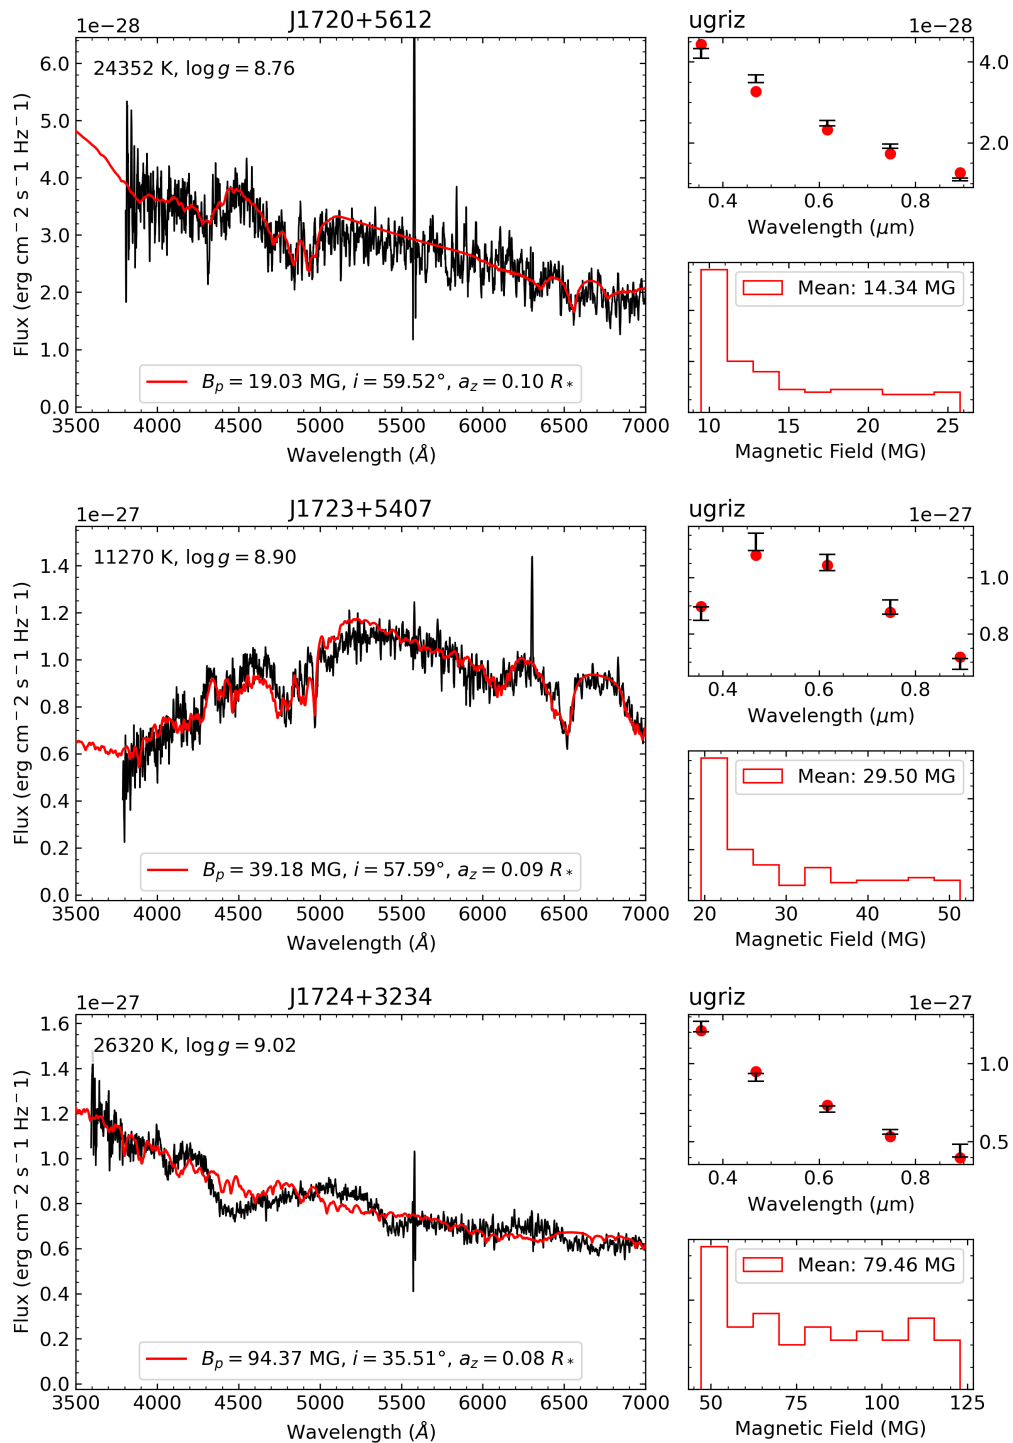 1e−28
J1720+5612
24352 K, log g = 8.76
Flux (erg cm−2 s−1 Hz−1)
6.0
5.0
4.0
3.0
2.0
1.0
0.0
B_p = 19.03 MG, i = 59.52°, a_z = 0.10 R_*
3500 4000 4500 5000 5500 6000 6500 7000
Wavelength (Å)
ugriz
1e−28
4.0
2.0
0.4 0.6 0.8
Wavelength (μm)
Mean: 14.34 MG
10 15 20 25
Magnetic Field (MG)
1e−27
J1723+5407
11270 K, log g = 8.90
Flux (erg cm−2 s−1 Hz−1)
1.4
1.2
1.0
0.8
0.6
0.4
0.2
0.0
B_p = 39.18 MG, i = 57.59°, a_z = 0.09 R_*
3500 4000 4500 5000 5500 6000 6500 7000
Wavelength (Å)
ugriz
1e−27
1.0
0.8
0.4 0.6 0.8
Wavelength (μm)
Mean: 29.50 MG
20 30 40 50
Magnetic Field (MG)
1e−27
J1724+3234
26320 K, log g = 9.02
Flux (erg cm−2 s−1 Hz−1)
1.6
1.4
1.2
1.0
0.8
0.6
0.4
0.2
0.0
B_p = 94.37 MG, i = 35.51°, a_z = 0.08 R_*
3500 4000 4500 5000 5500 6000 6500 7000
Wavelength (Å)
ugriz
1e−27
1.0
0.5
0.4 0.6 0.8
Wavelength (μm)
Mean: 79.46 MG
50 75 100 125
Magnetic Field (MG)